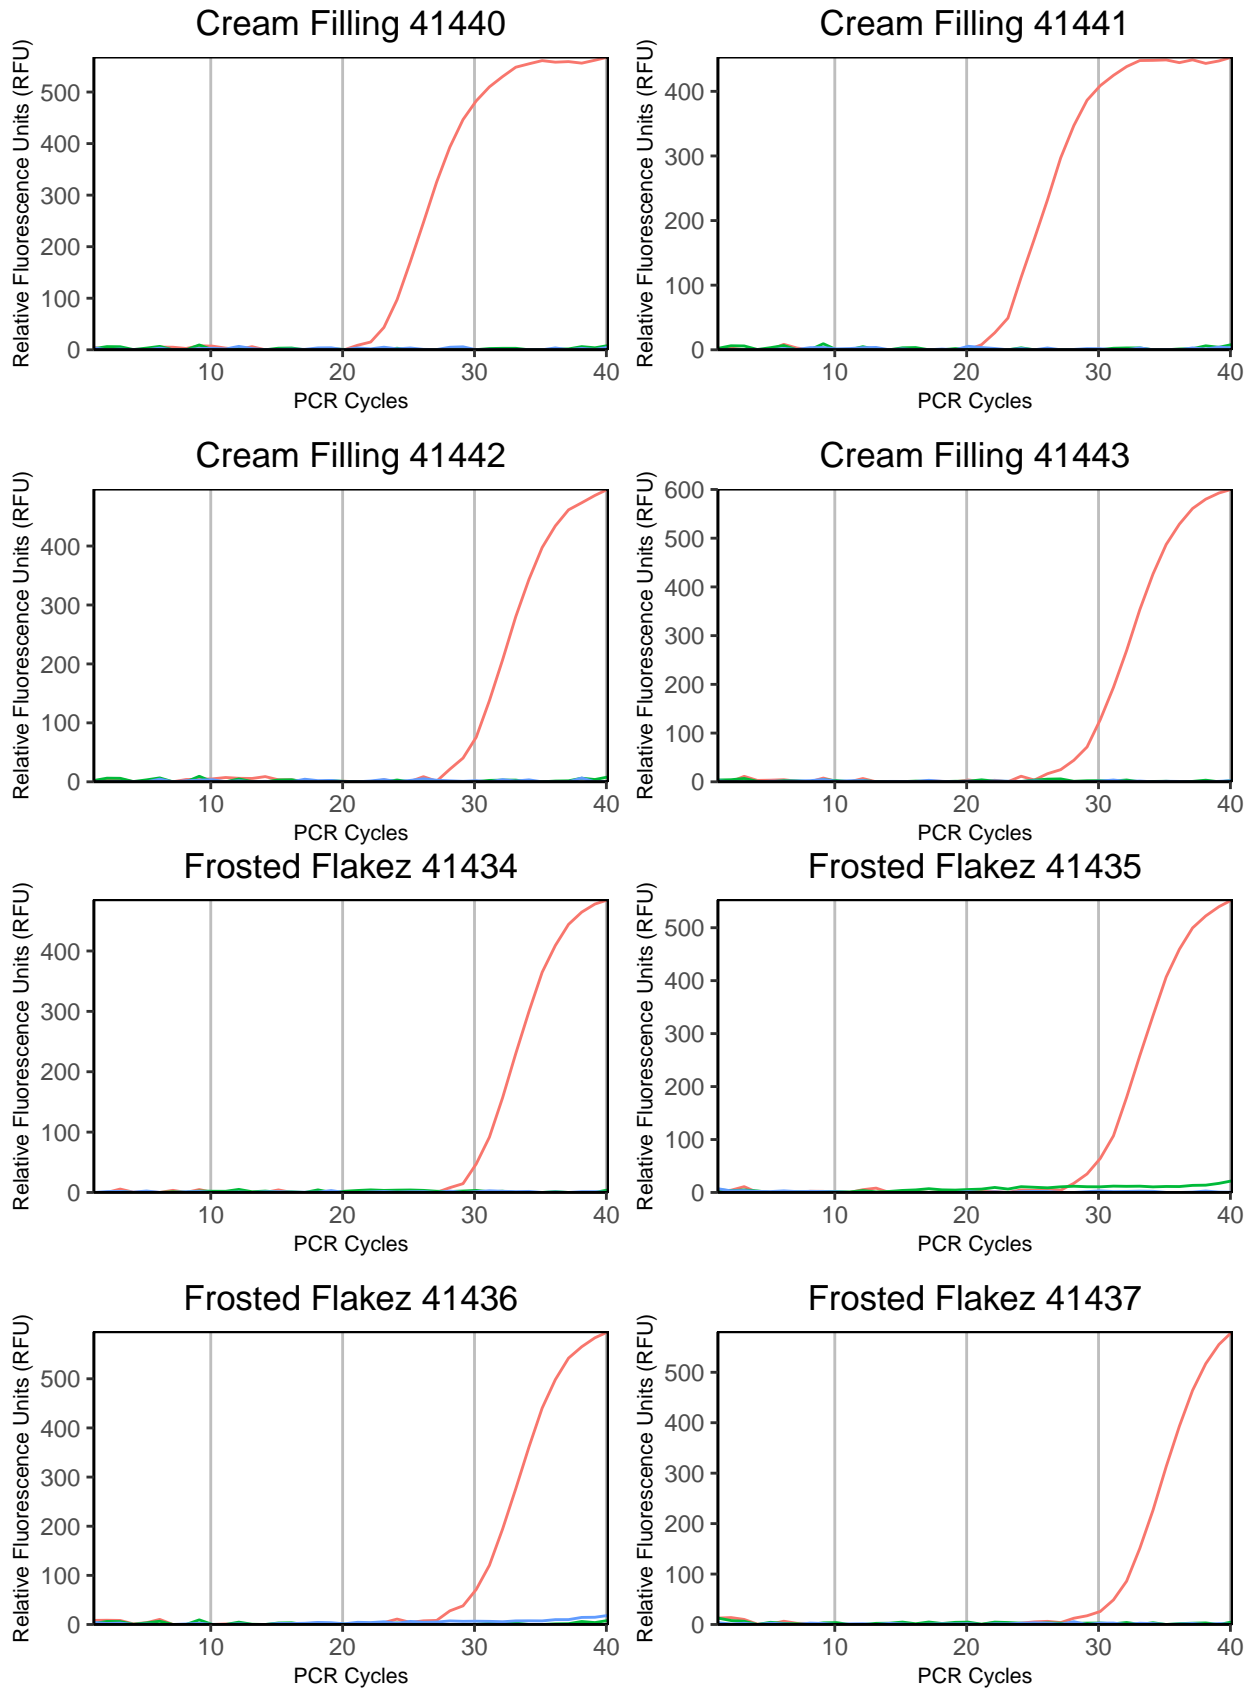 Cream Filling 41440
Relative Fluorescence Units (RFU)
500
400
300
200
100
0
10 20 30 40
PCR Cycles
Cream Filling 41441
Relative Fluorescence Units (RFU)
400
300
200
100
0
10 20 30 40
PCR Cycles
Cream Filling 41442
Relative Fluorescence Units (RFU)
400
300
200
100
0
10 20 30 40
PCR Cycles
Cream Filling 41443
Relative Fluorescence Units (RFU)
600
500
400
300
200
100
0
10 20 30 40
PCR Cycles
Frosted Flakez 41434
Relative Fluorescence Units (RFU)
400
300
200
100
0
10 20 30 40
PCR Cycles
Frosted Flakez 41435
Relative Fluorescence Units (RFU)
500
400
300
200
100
0
10 20 30 40
PCR Cycles
Frosted Flakez 41436
Relative Fluorescence Units (RFU)
500
400
300
200
100
0
10 20 30 40
PCR Cycles
Frosted Flakez 41437
Relative Fluorescence Units (RFU)
500
400
300
200
100
0
10 20 30 40
PCR Cycles